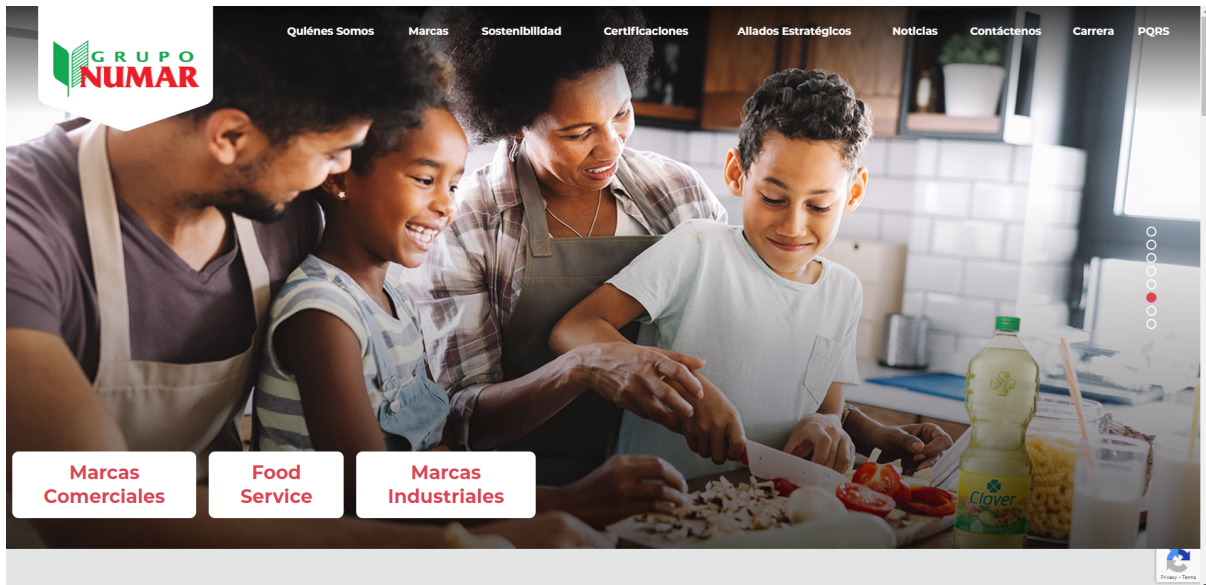 GRUPO
NUMAR
Quiénes Somos
Marcas
Sostenibilidad
Certificaciones
Aliados Estratégicos
Noticias
Contáctenos
Carrera
PQRS
Clover
Marcas
Comerciales
Food
Service
Marcas
Industriales
Privacy - Terms